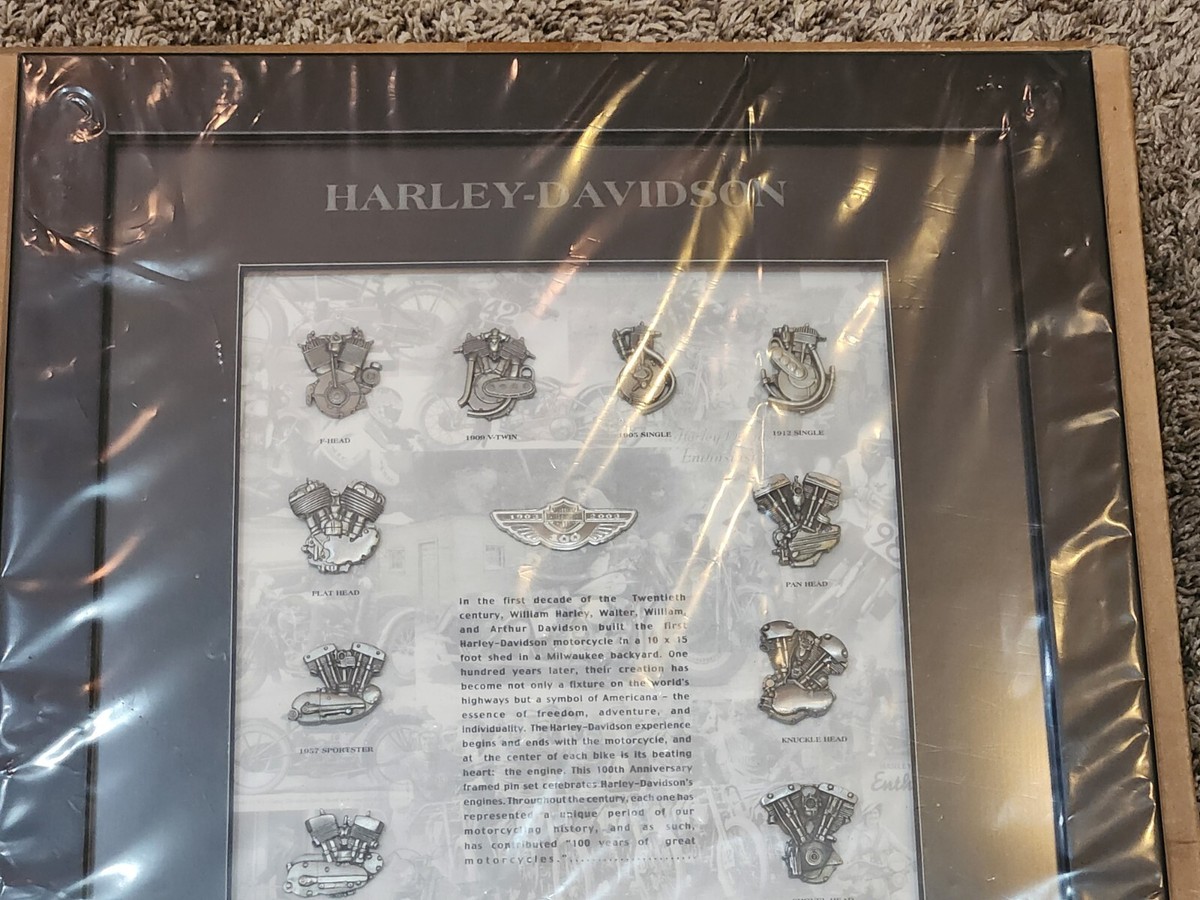 HARLEY-DAVIDSON
42
F-HEAD
1909 V-TWIN
1905 SINGLE
1912 SINGLE
Harley
Enthusiast
FLAT HEAD
1903 2003
100
PAN HEAD
98
In the first decade of the Twentieth
century, William Harley, Walter, William,
and Arthur Davidson built the first
Harley-Davidson motorcycle in a 10 x 15
foot shed in a Milwaukee backyard. One
hundred years later, their creation has
become not only a fixture on the world's
highways but a symbol of Americana - the
essence of freedom, adventure, and
individuality. The Harley-Davidson experience
begins and ends with the motorcycle, and
at the center of each bike is its beating
heart: the engine. This 100th Anniversary
framed pin set celebrates Harley-Davidson's
engines. Throughout the century, each one has
represented a unique period of our
motorcycling history, and as such,
has contributed "100 years of great
motorcycles."
1957 SPORTSTER
KNUCKLE HEAD
Enth